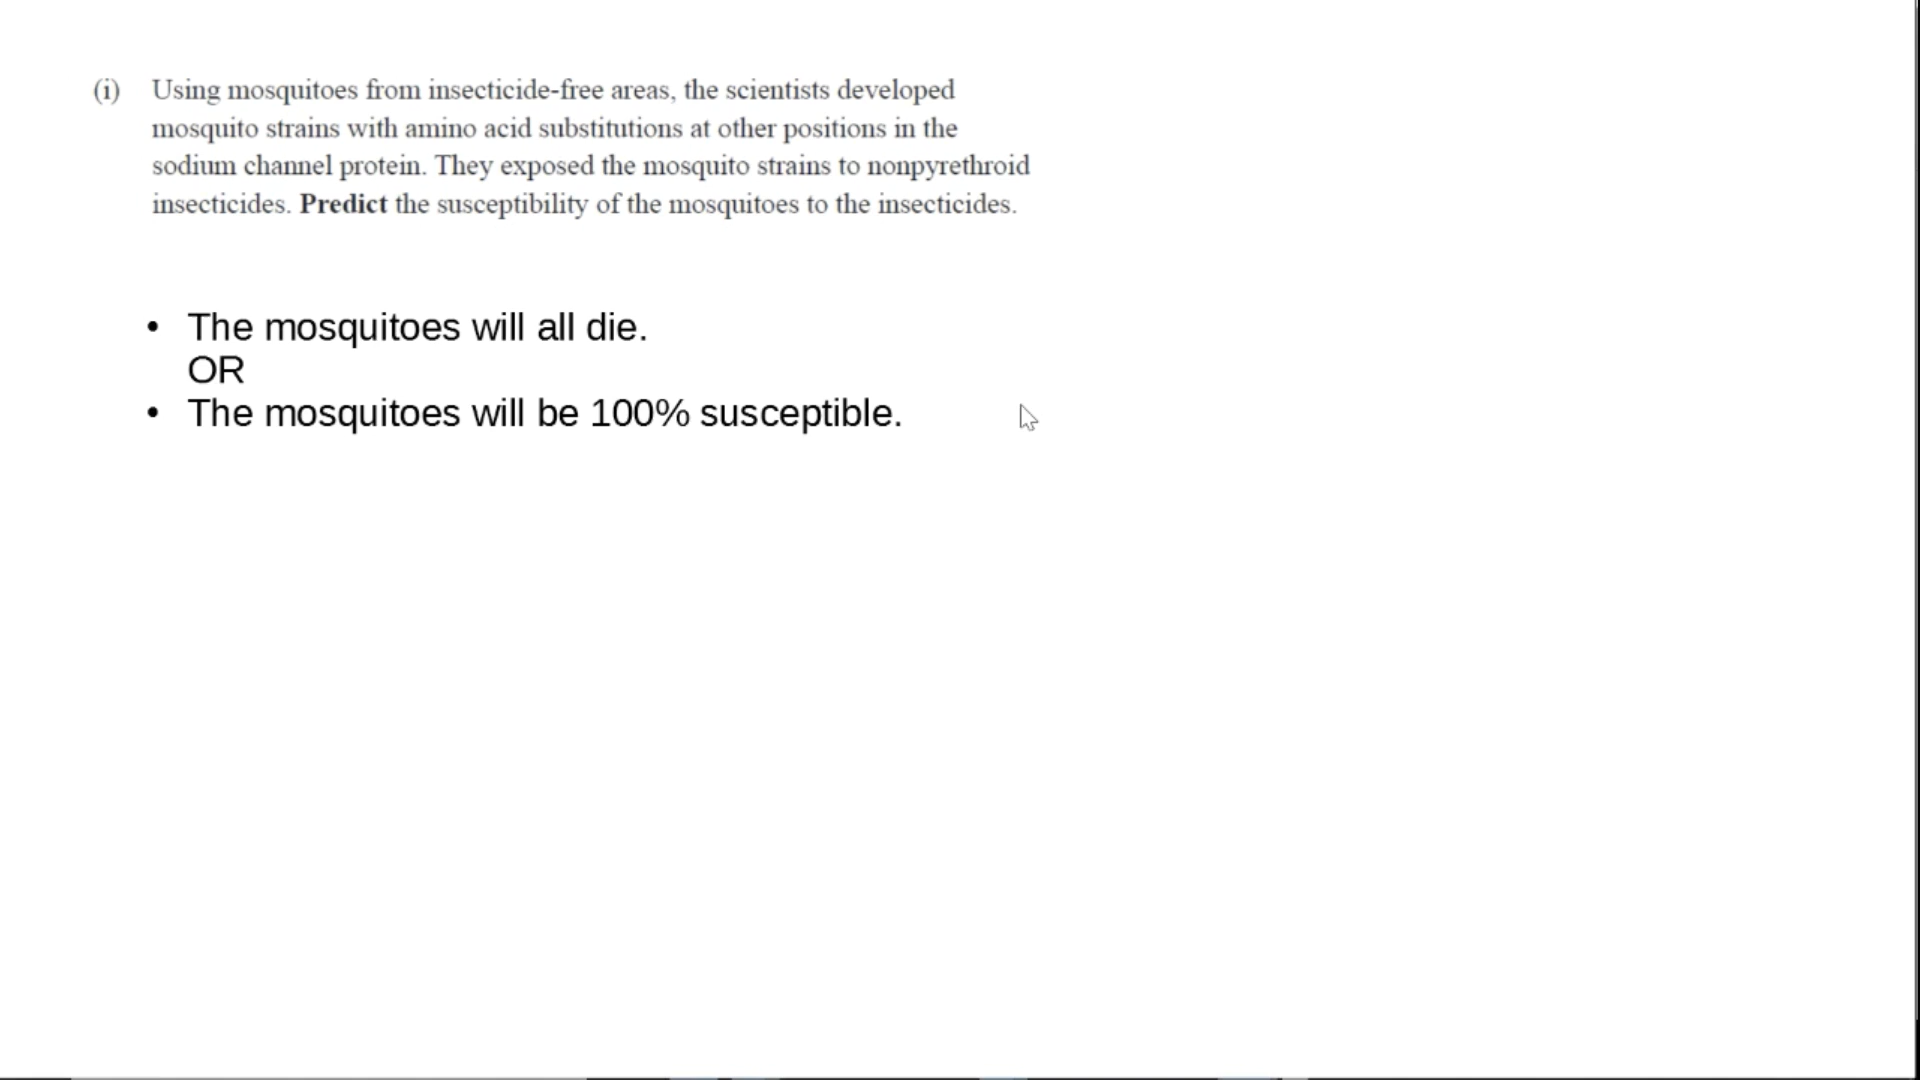 (i) Using mosquitoes from insecticide-free areas, the scientists developed
mosquito strains with amino acid substitutions at other positions in the
sodium channel protein. They exposed the mosquito strains to nonpyrethroid
insecticides. Predict the susceptibility of the mosquitoes to the insecticides.
• The mosquitoes will all die.
OR
• The mosquitoes will be 100% susceptible.